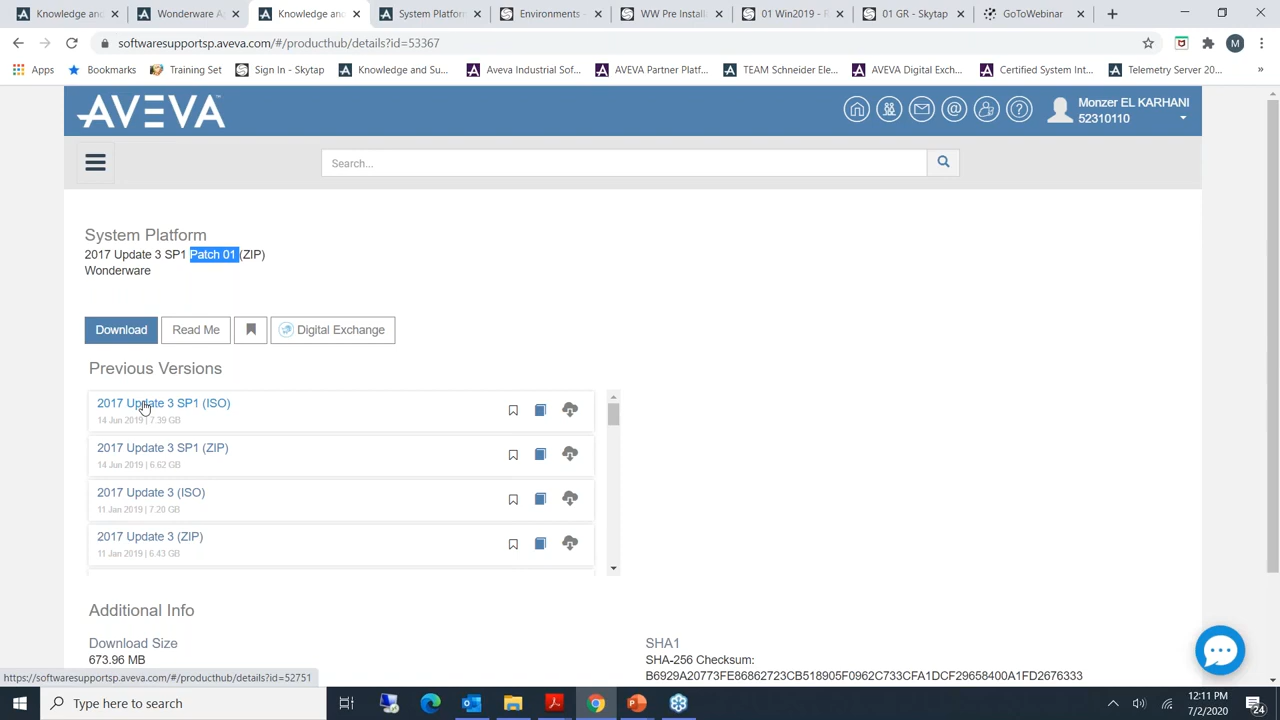 Knowledge and
Wonderware Ap
Knowledge and
System Platform
Environments -
WW Pre Install
01 Win2019 - E
01 GR - Skytap
GoToWebinar
softwaresupportsp.aveva.com/#/producthub/details?id=53367
Apps
Bookmarks
Training Set
Sign In - Skytap
Knowledge and Su...
Aveva Industrial Sof...
AVEVA Partner Platf...
TEAM Schneider Ele...
AVEVA Digital Exch...
Certified System Int...
Telemetry Server 20...
»
AVEVA
Monzer EL KARHANI
52310110
Search...
System Platform
2017 Update 3 SP1 Patch 01 (ZIP)
Wonderware
Download
Read Me
Digital Exchange
Previous Versions
2017 Update 3 SP1 (ISO)
14 Jun 2019 | 7.39 GB
2017 Update 3 SP1 (ZIP)
14 Jun 2019 | 6.62 GB
2017 Update 3 (ISO)
11 Jan 2019 | 7.20 GB
2017 Update 3 (ZIP)
11 Jan 2019 | 6.43 GB
Additional Info
Download Size
673.96 MB
SHA1
SHA-256 Checksum:
B6929A20773FE86862723CB518905F0962C733CFA1DCF29658400A1FD2676333
https://softwaresupportsp.aveva.com/#/producthub/details?id=52751
Type here to search
12:11 PM
7/2/2020
24